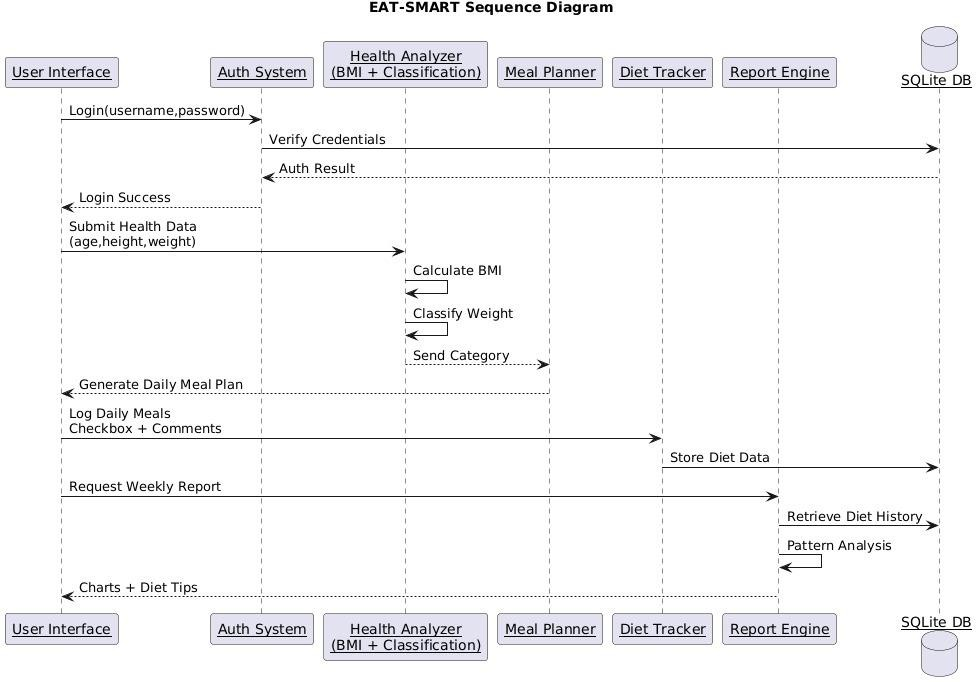 EAT-SMART Sequence Diagram
User Interface
Auth System
Health Analyzer
(BMI + Classification)
Meal Planner
Diet Tracker
Report Engine
SQLite DB
Login(username,password)
Verify Credentials
Auth Result
Login Success
Submit Health Data
(age,height,weight)
Calculate BMI
Classify Weight
Send Category
Generate Daily Meal Plan
Log Daily Meals
Checkbox + Comments
Store Diet Data
Request Weekly Report
Retrieve Diet History
Pattern Analysis
Charts + Diet Tips
User Interface
Auth System
Health Analyzer
(BMI + Classification)
Meal Planner
Diet Tracker
Report Engine
SQLite DB